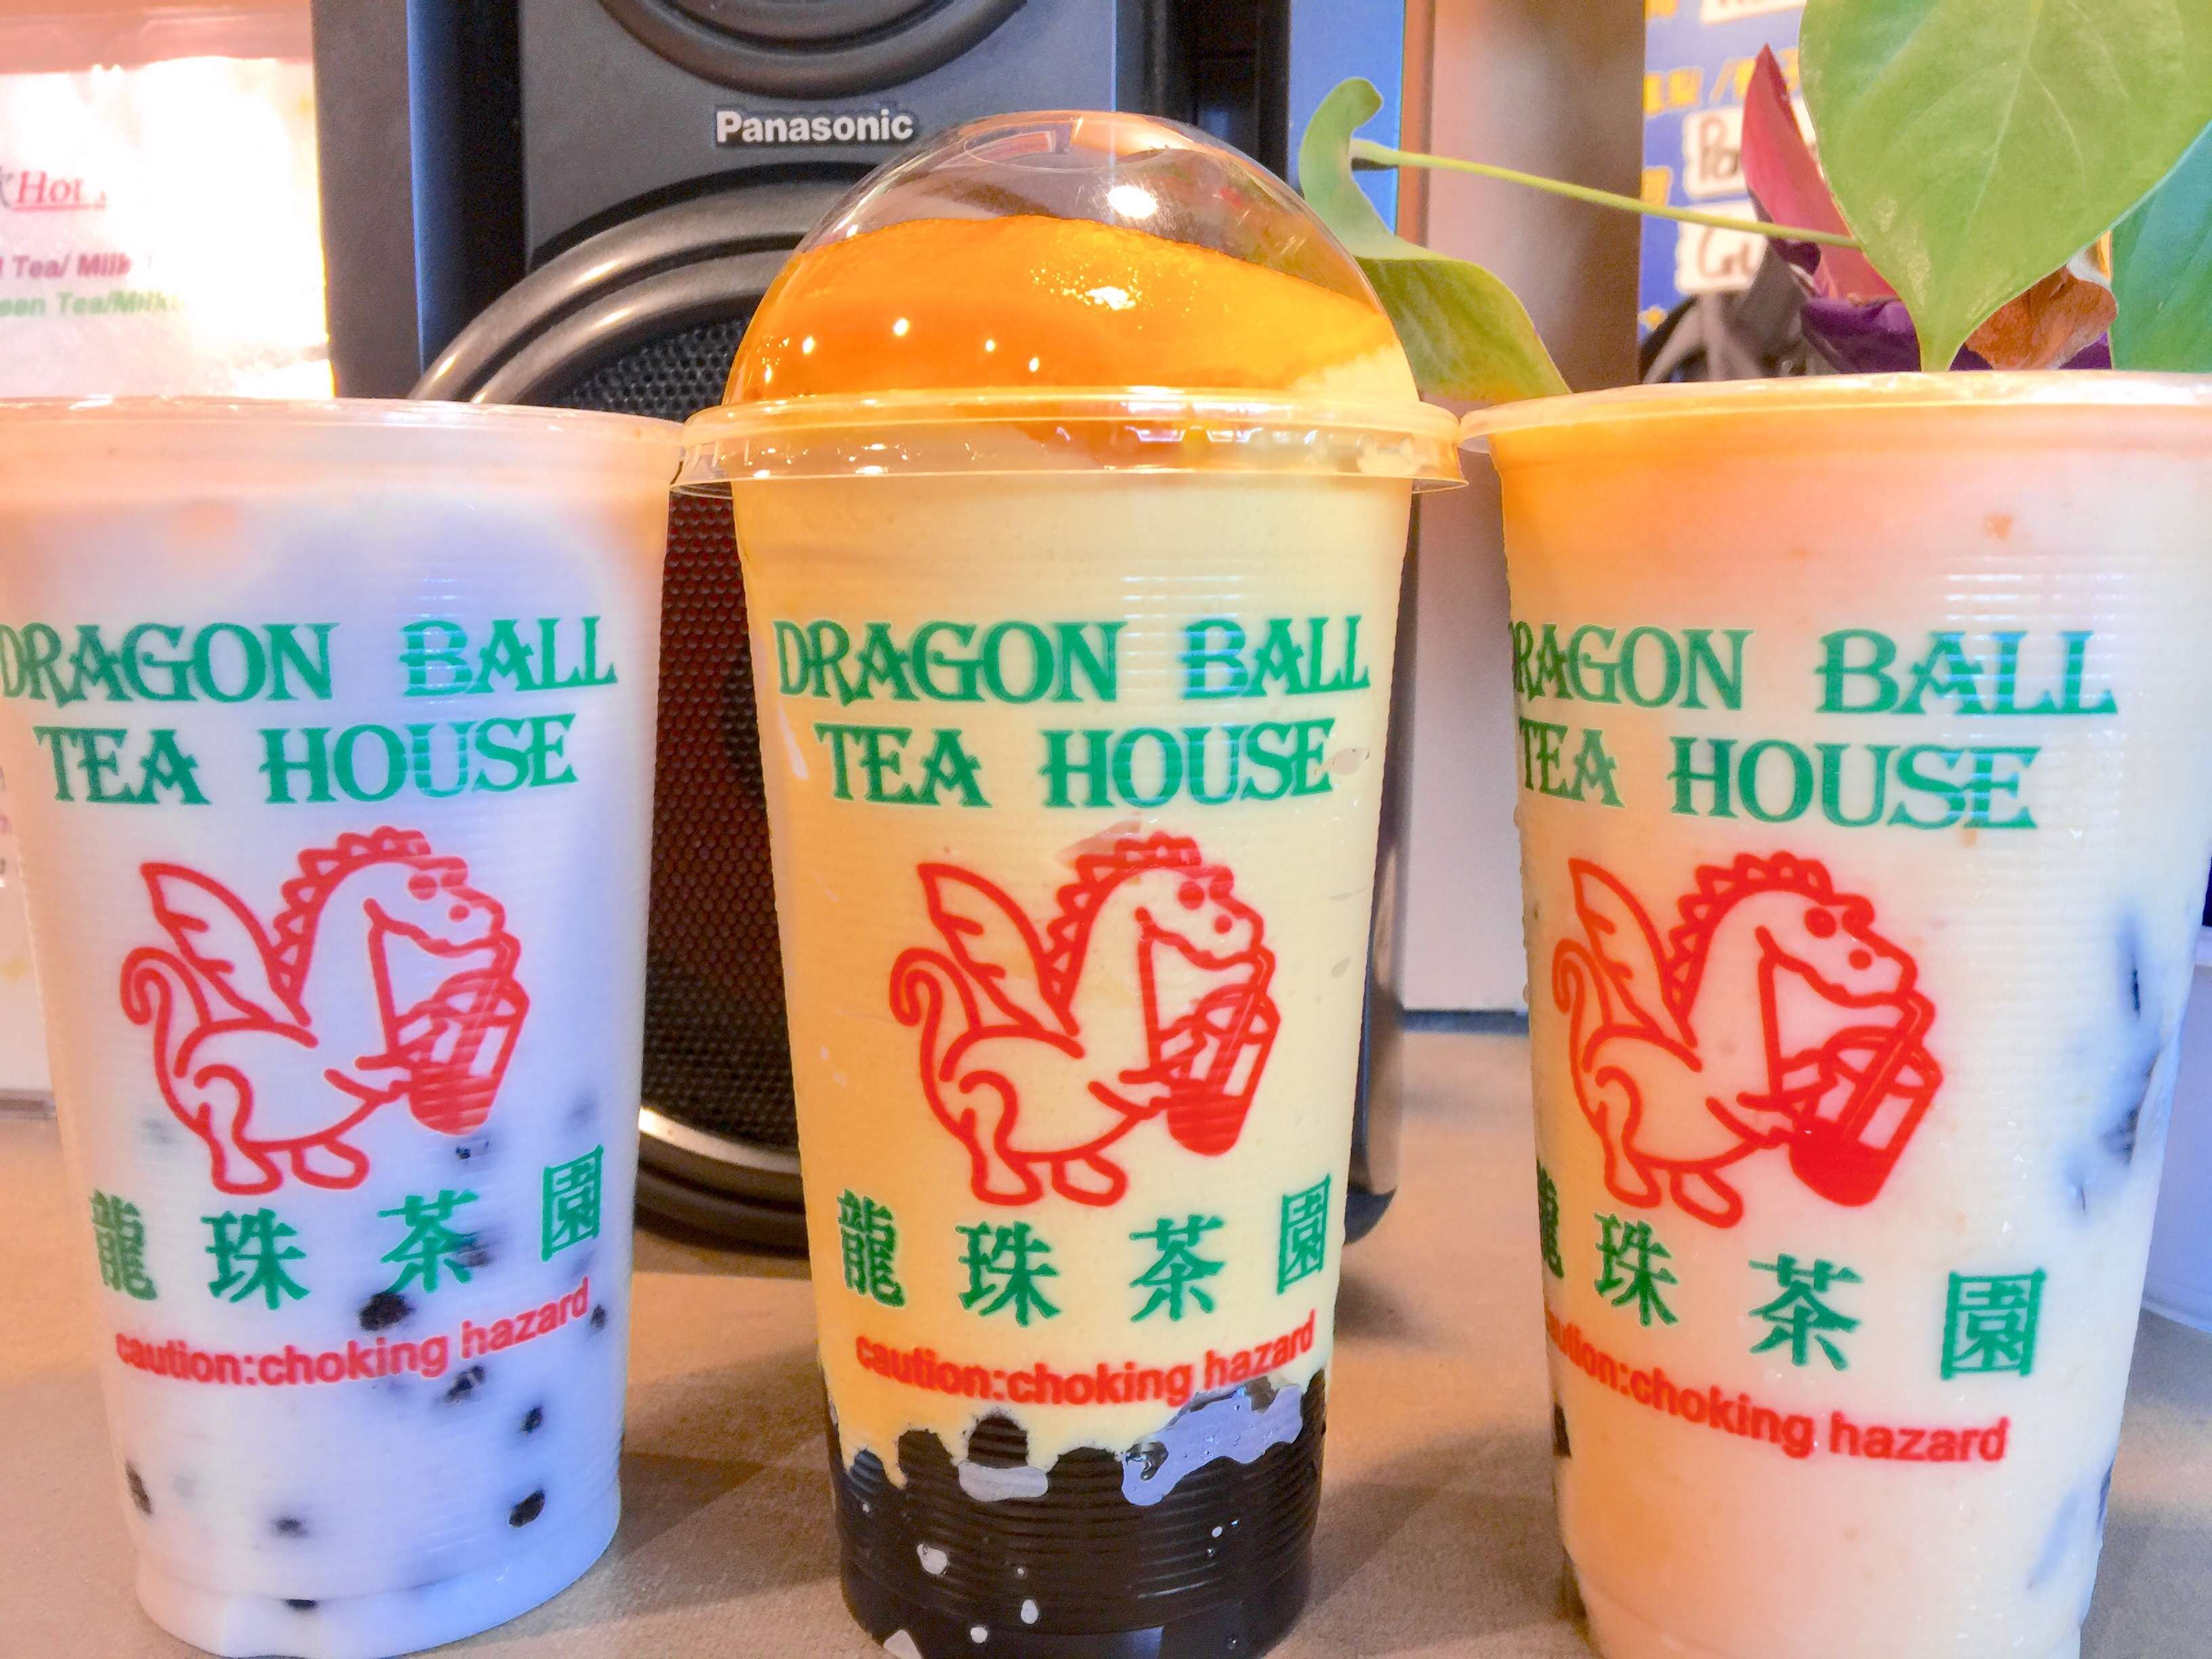 Panasonic
Tea/ Milk
Tea/Milk
DRAGON BALL
TEA HOUSE
龍珠茶園
caution:choking hazard
DRAGON BALL
TEA HOUSE
龍珠茶園
caution:choking hazard
DRAGON BALL
TEA HOUSE
龍珠茶園
caution:choking hazard